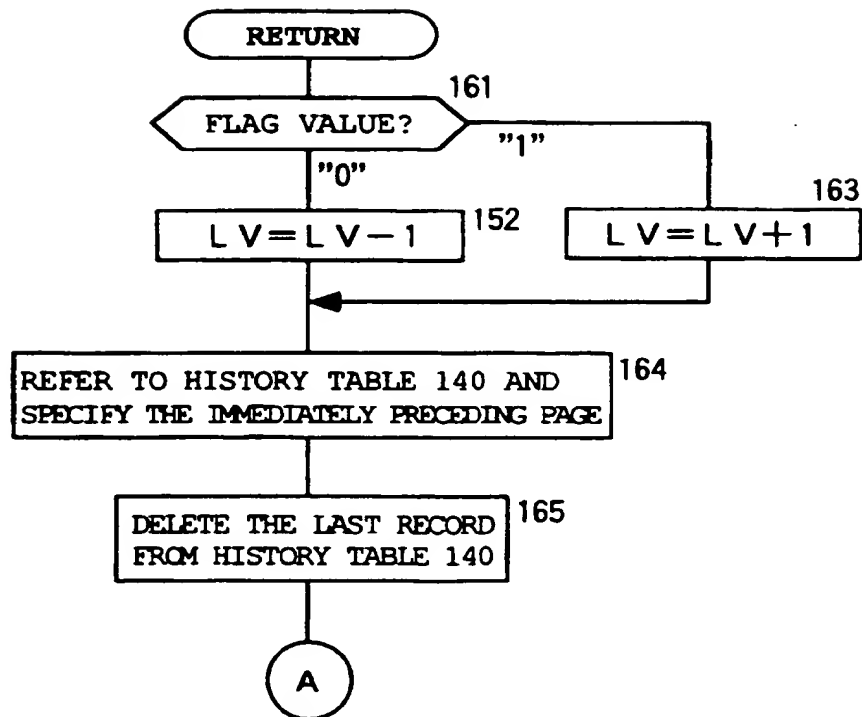 RETURN
161
FLAG VALUE?
"1"
"0"
163
LV=LV-1
152
LV=LV+1
REFER TO HISTORY TABLE 140 AND
164
SPECIFY THE IMMEDIATELY PRECEDING PAGE
165
DELETE THE LAST RECORD
FROM HISTORY TABLE 140
A